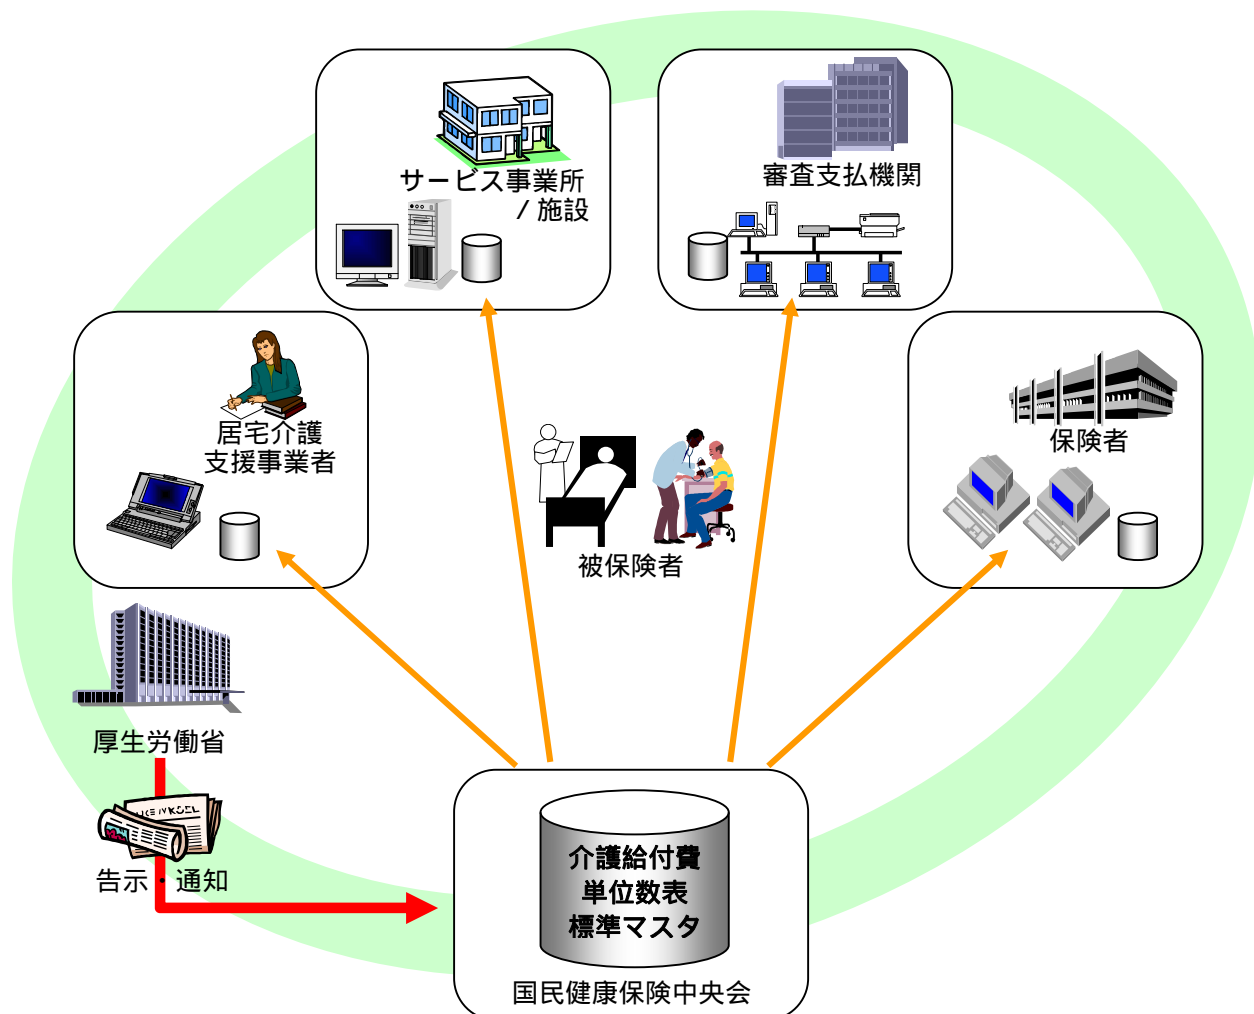 サービス事業所
/ 施設
審査支払機関
居宅介護
支援事業者
保険者
被保険者
厚生労働省
告示・通知
介護給付費
単位数表
標準マスタ
国民健康保険中央会